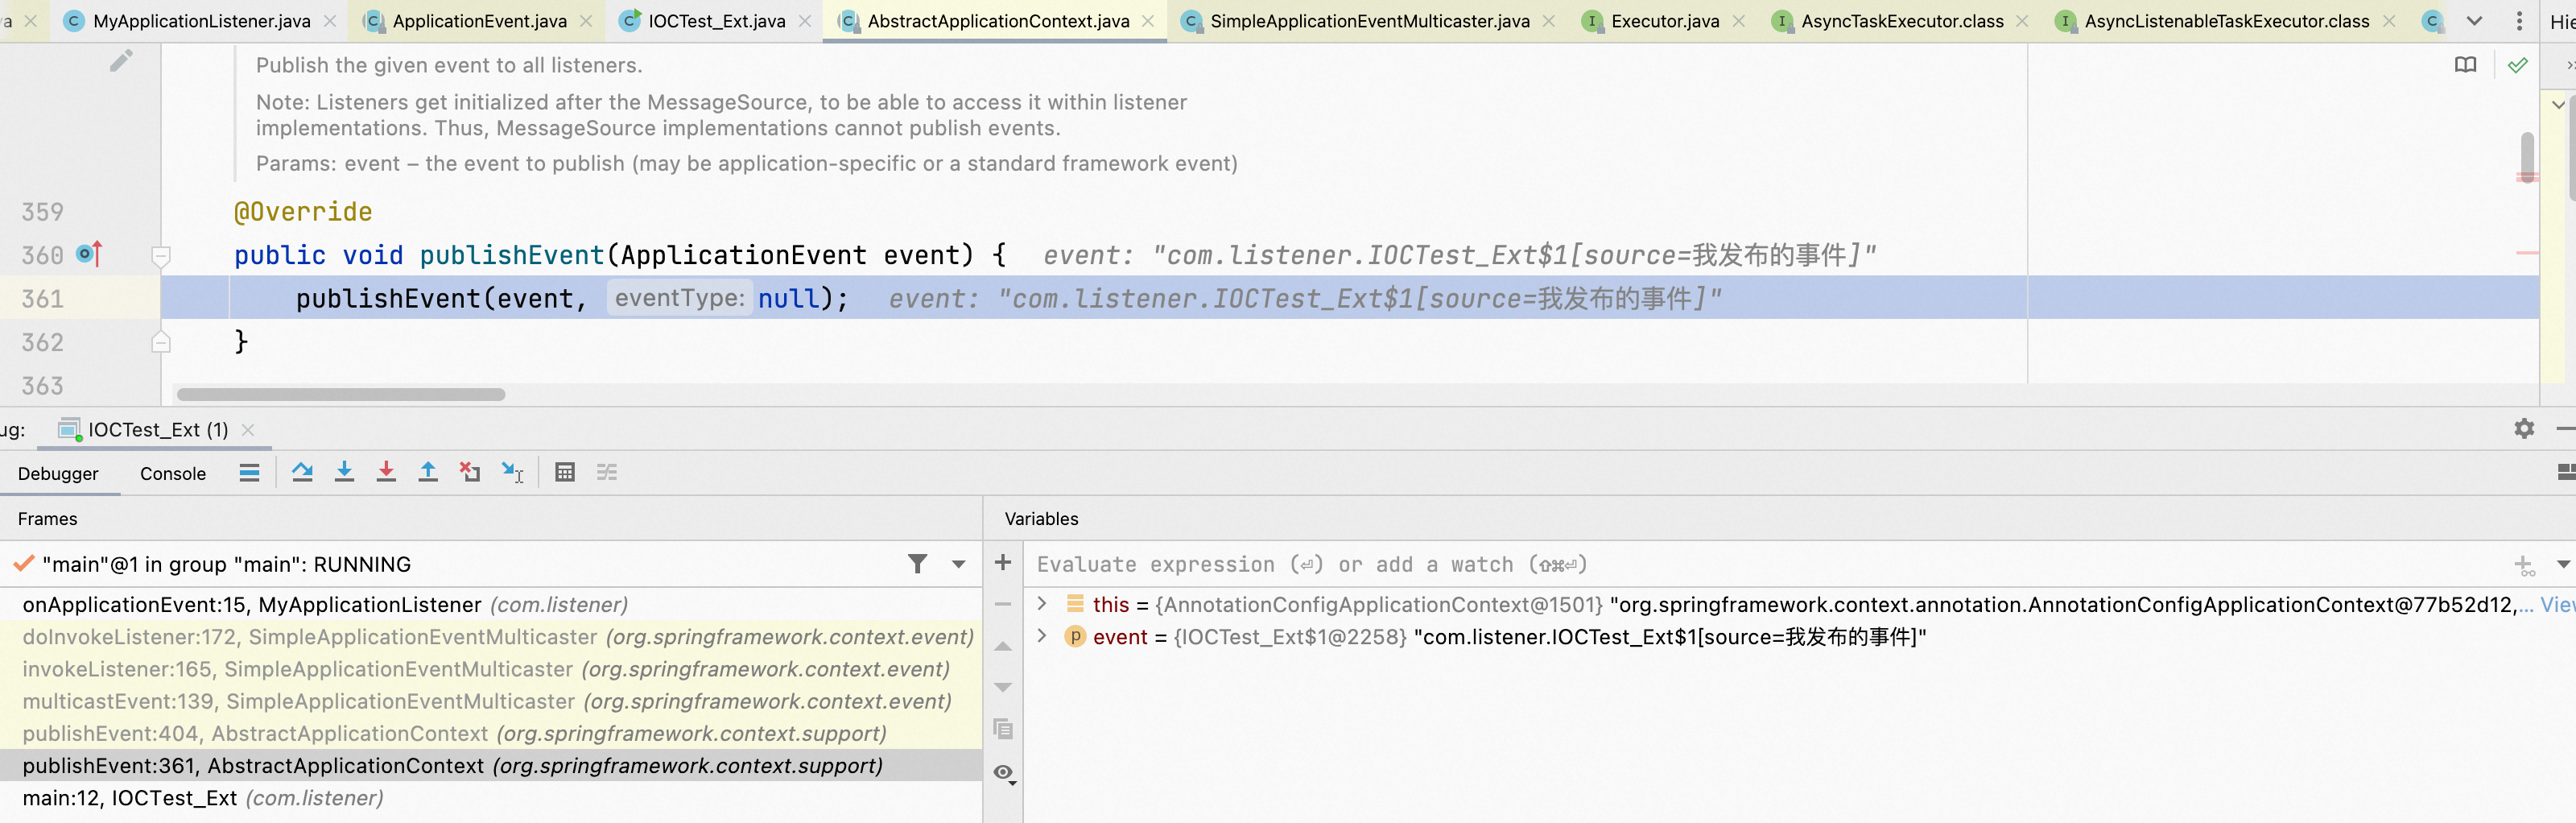 MyApplicationListener.java ApplicationEvent.java IOCTest_Ext.java AbstractApplicationContext.java SimpleApplicationEventMulticaster.java Executor.java AsyncTaskExecutor.class AsyncListenableTaskExecutor.class Hie
Publish the given event to all listeners.
Note: Listeners get initialized after the MessageSource, to be able to access it within listener
implementations. Thus, MessageSource implementations cannot publish events.
Params: event – the event to publish (may be application-specific or a standard framework event)
359 @Override
360 public void publishEvent(ApplicationEvent event) { event: "com.listener.IOCTest_Ext$1[source=我发布的事件]"
361 publishEvent(event, eventType: null); event: "com.listener.IOCTest_Ext$1[source=我发布的事件]"
362 }
363
ug: IOCTest_Ext (1)
Debugger Console
Frames
Variables
"main"@1 in group "main": RUNNING
Evaluate expression (⏎) or add a watch (⇧⌘⏎)
onApplicationEvent:15, MyApplicationListener (com.listener)
this = {AnnotationConfigApplicationContext@1501} "org.springframework.context.annotation.AnnotationConfigApplicationContext@77b52d12,... View
doInvokeListener:172, SimpleApplicationEventMulticaster (org.springframework.context.event)
event = {IOCTest_Ext$1@2258} "com.listener.IOCTest_Ext$1[source=我发布的事件]"
invokeListener:165, SimpleApplicationEventMulticaster (org.springframework.context.event)
multicastEvent:139, SimpleApplicationEventMulticaster (org.springframework.context.event)
publishEvent:404, AbstractApplicationContext (org.springframework.context.support)
publishEvent:361, AbstractApplicationContext (org.springframework.context.support)
main:12, IOCTest_Ext (com.listener)